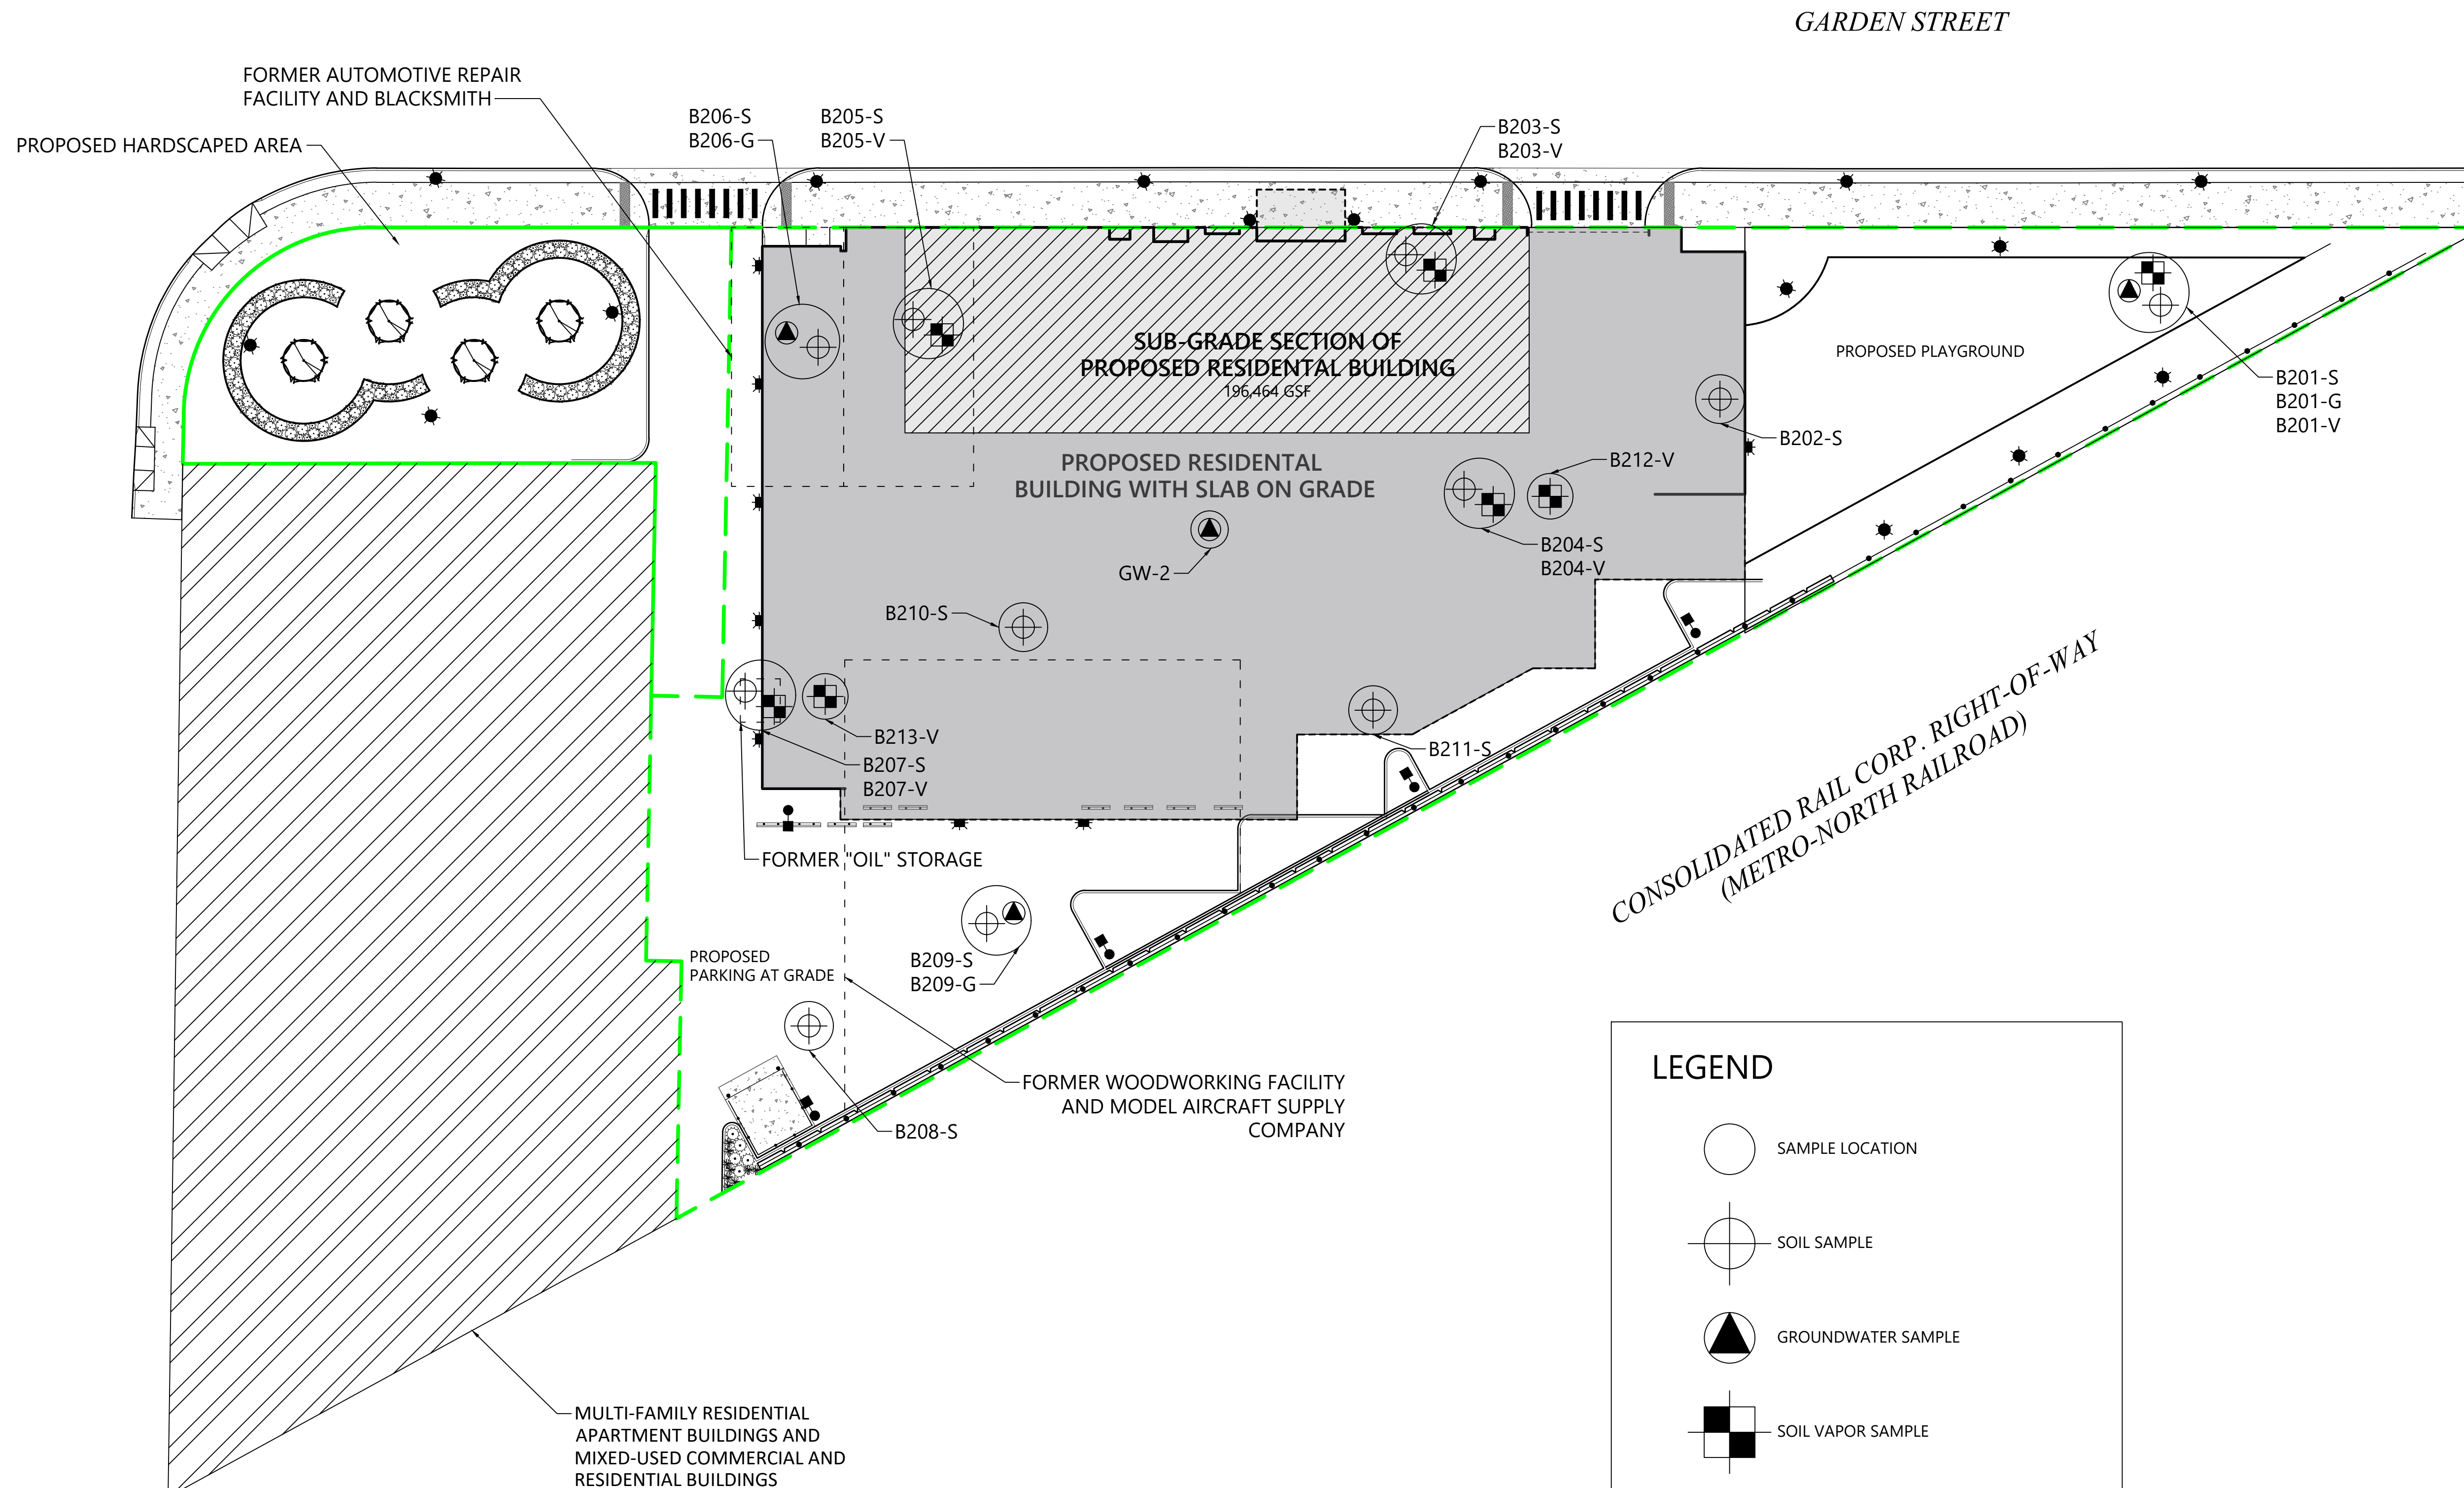 GARDEN STREET
FORMER AUTOMOTIVE REPAIR
FACILITY AND BLACKSMITH
PROPOSED HARDSCAPED AREA
B206-S
B206-G
B205-S
B205-V
B203-S
B203-V
SUB-GRADE SECTION OF
PROPOSED RESIDENTIAL BUILDING
196,464 GSF
PROPOSED PLAYGROUND
B201-S
B201-G
B201-V
B202-S
PROPOSED RESIDENTAL
BUILDING WITH SLAB ON GRADE
B212-V
B204-S
B204-V
GW-2
B210-S
B213-V
B207-S
B207-V
B211-S
CONSOLIDATED RAIL CORP. RIGHT-OF-WAY
(METRO-NORTH RAILROAD)
FORMER "OIL" STORAGE
PROPOSED
PARKING AT GRADE
B209-S
B209-G
FORMER WOODWORKING FACILITY
AND MODEL AIRCRAFT SUPPLY
COMPANY
B208-S
MULTI-FAMILY RESIDENTIAL
APARTMENT BUILDINGS AND
MIXED-USED COMMERCIAL AND
RESIDENTIAL BUILDINGS
LEGEND
SAMPLE LOCATION
SOIL SAMPLE
GROUNDWATER SAMPLE
SOIL VAPOR SAMPLE